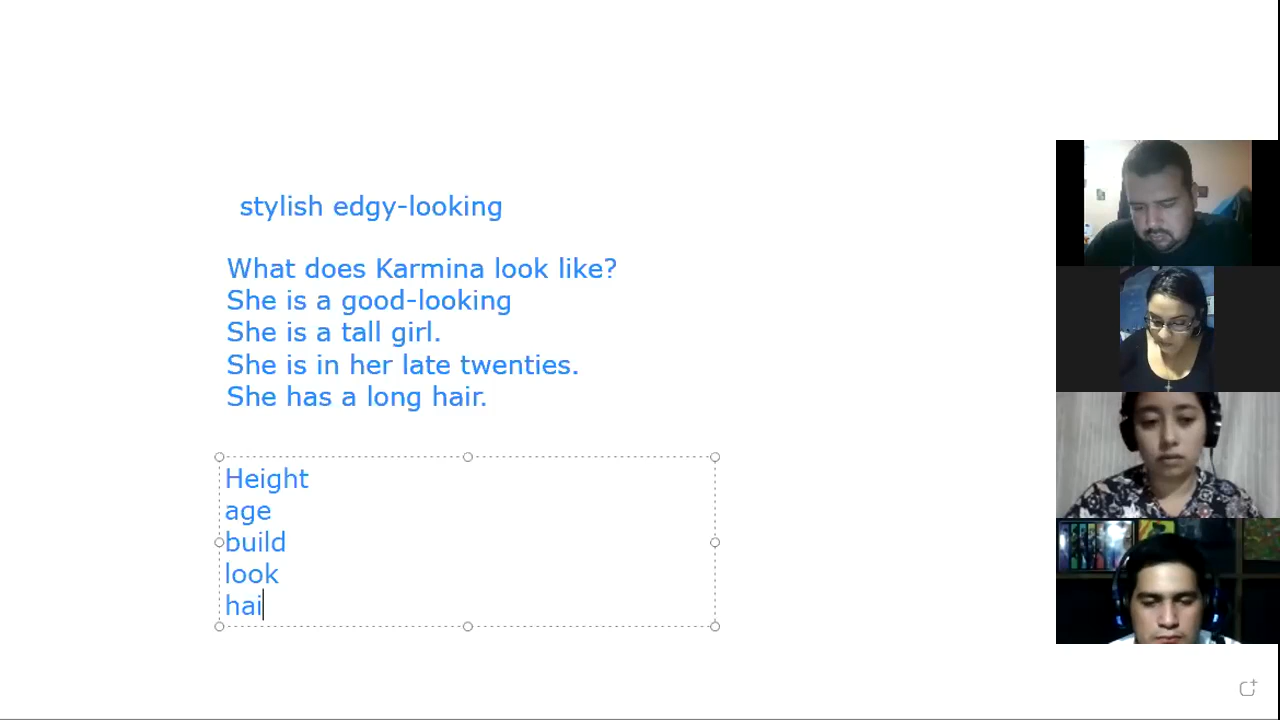 stylish edgy-looking
What does Karmina look like?
She is a good-looking
She is a tall girl.
She is in her late twenties.
She has a long hair.
Height
age
build
look
hai